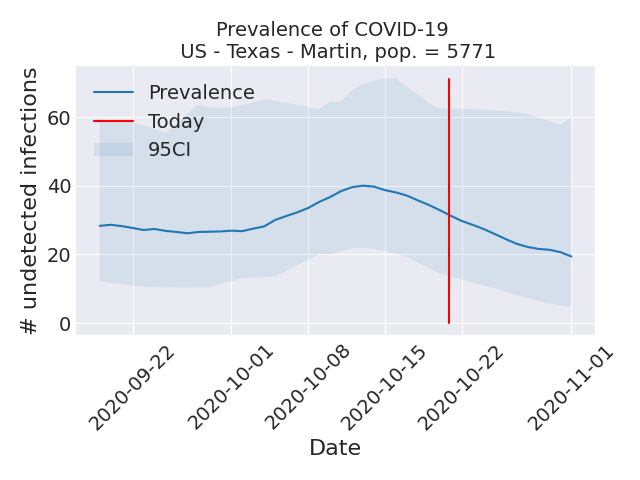 Prevalence of COVID-19
US - Texas - Martin, pop. = 5771
# undetected infections
60
40
20
0
Prevalence
Today
95CI
2020-09-22
2020-10-01
2020-10-08
2020-10-15
2020-10-22
2020-11-01
Date